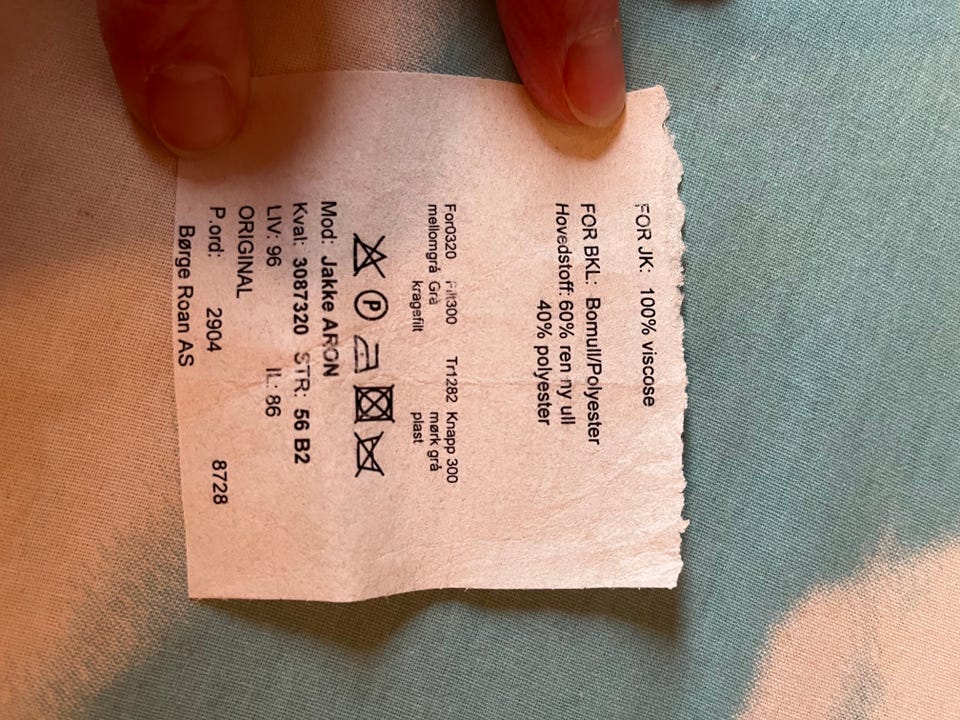 FOR JK: 100% viscose
FOR BKL: Bomull/Polyester
Hovedstoff: 60% ren ny ull
40% polyester
For0320 Filt300 Tr1282 Knapp 300
mellomgrå Grå mørk grå
kragefilt plast
P
Mod: Jakke ARON
Kval: 3087320 STR: 56 B2
LIV: 96 IL: 86
ORIGINAL
P.ord: 2904 8728
Børge Roan AS